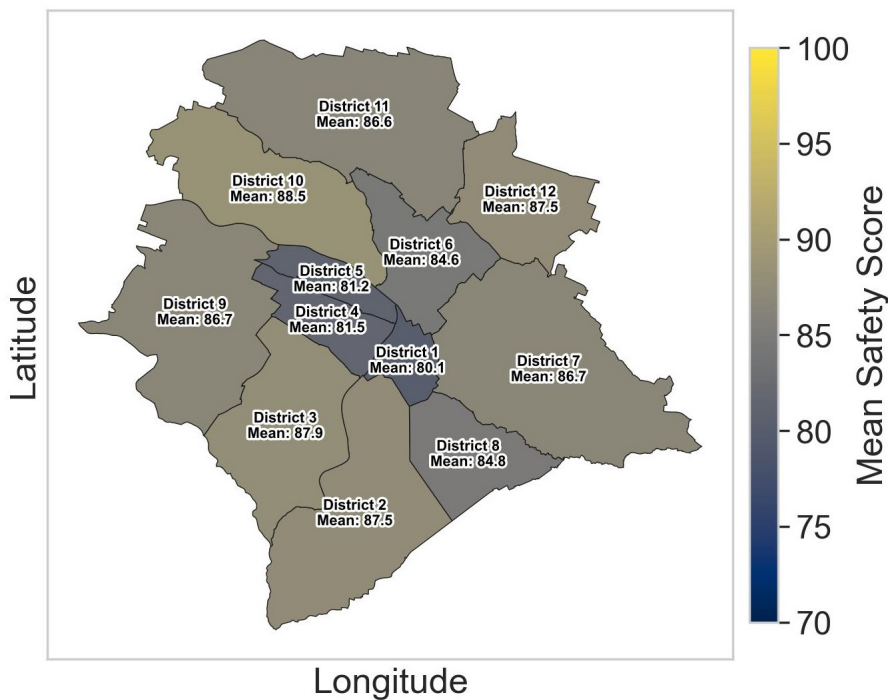 District 11
Mean: 86.6
District 10
Mean: 88.5
District 12
Mean: 87.5
District 6
Mean: 84.6
District 5
Mean: 81.2
District 9
Mean: 86.7
District 4
Mean: 81.5
District 1
Mean: 80.1
District 7
Mean: 86.7
District 3
Mean: 87.9
District 8
Mean: 84.8
District 2
Mean: 87.5
Latitude
Longitude
100
95
90
85
80
75
70
Mean Safety Score